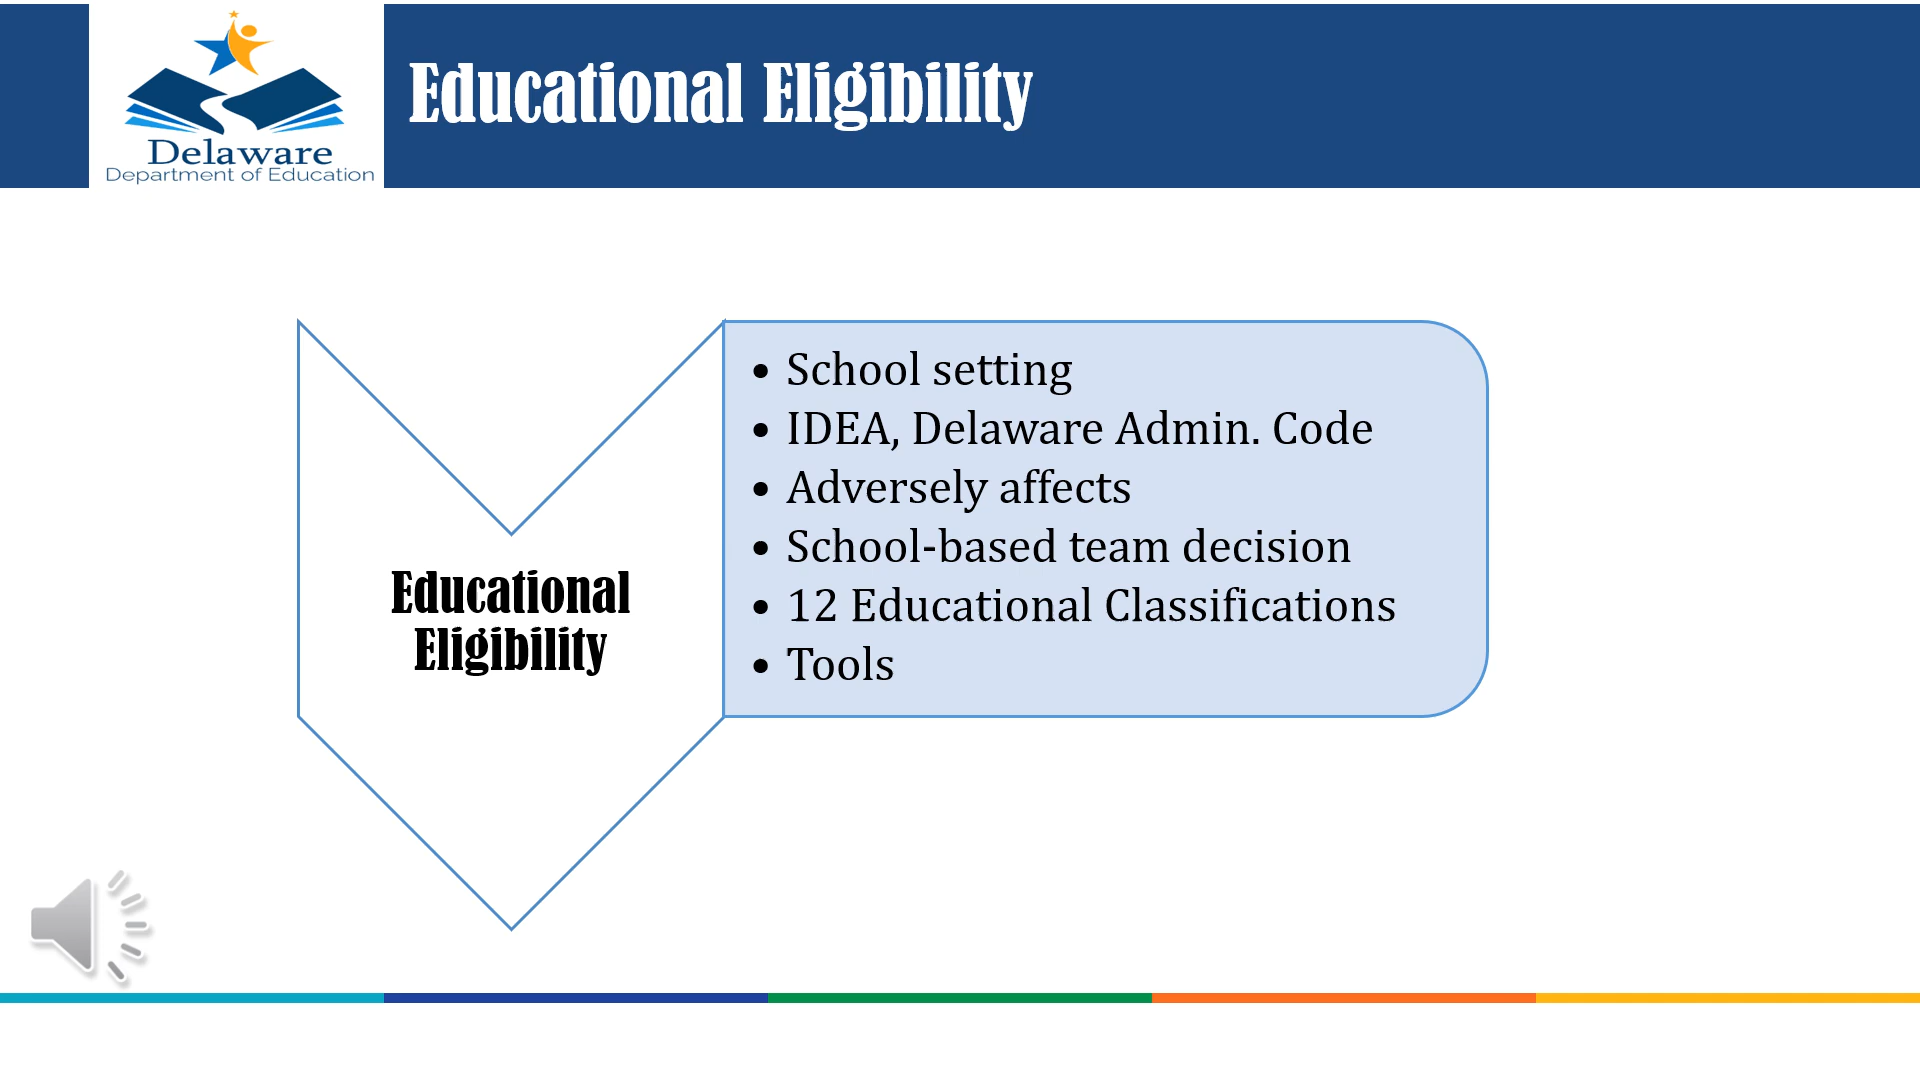 Delaware
Department of Education
Educational Eligibility
Educational
Eligibility
• School setting
• IDEA, Delaware Admin. Code
• Adversely affects
• School-based team decision
• 12 Educational Classifications
• Tools